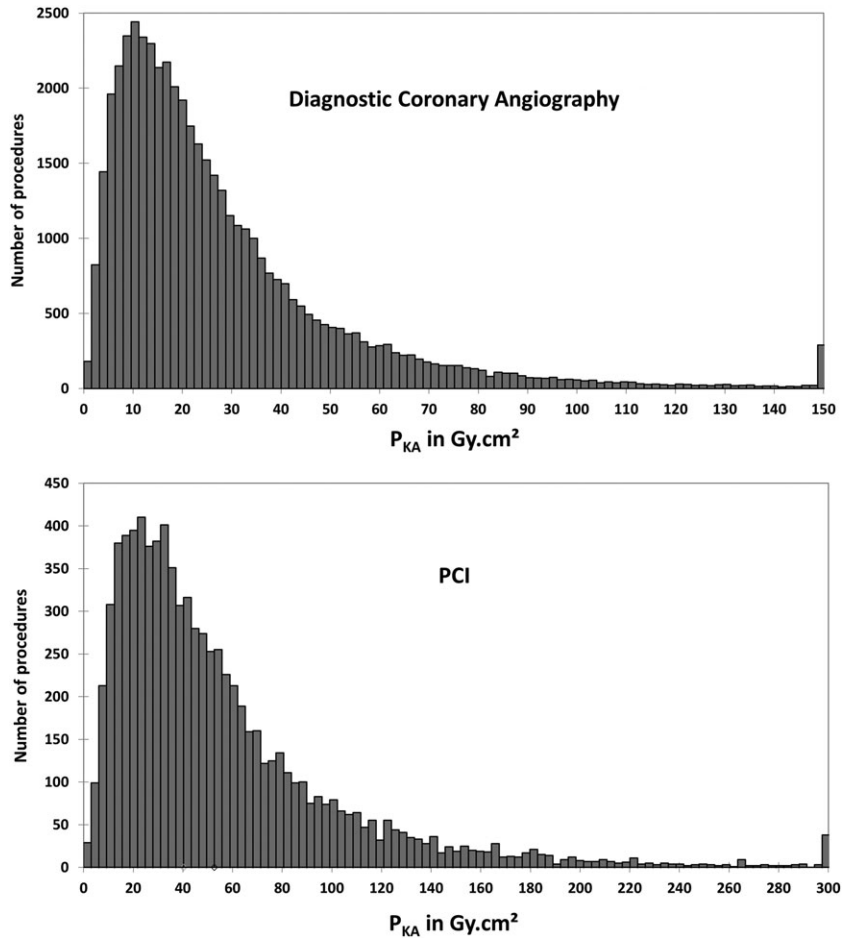 2500
2000
1500
1000
500
0
Number of procedures
Diagnostic Coronary Angiography
0 10 20 30 40 50 60 70 80 90 100 110 120 130 140 150
P_KA in Gy.cm²
450
400
350
300
250
200
150
100
50
0
Number of procedures
PCI
0 20 40 60 80 100 120 140 160 180 200 220 240 260 280 300
P_KA in Gy.cm²